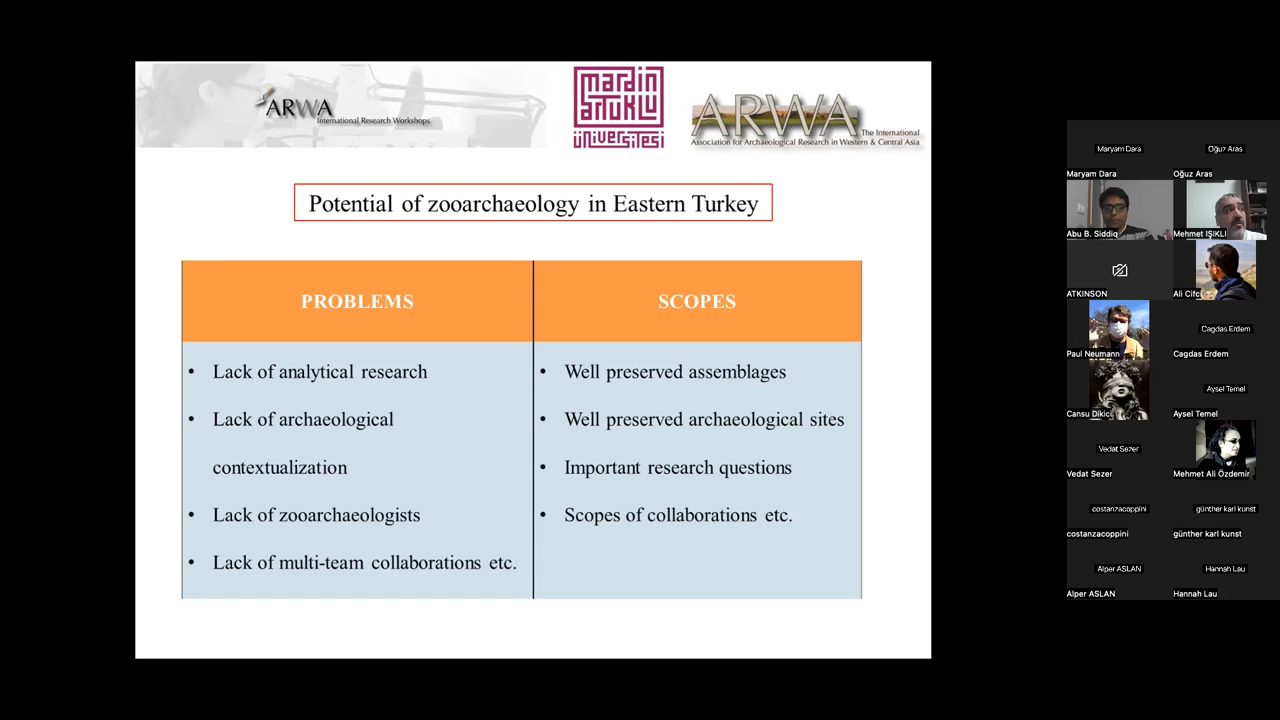 ARWA
International Research Workshops
mardin
artuklu
üniversitesi
ARWA
The International
Association for Archaeological Research in Western & Central Asia
Potential of zooarchaeology in Eastern Turkey
PROBLEMS
• Lack of analytical research
• Lack of archaeological
contextualization
• Lack of zooarchaeologists
• Lack of multi-team collaborations etc.
SCOPES
• Well preserved assemblages
• Well preserved archaeological sites
• Important research questions
• Scopes of collaborations etc.
Maryam Dara
Oğuz Aras
Maryam Dara
Oğuz Aras
Abu B. Siddiq
Mehmet IŞIKLI
ATKINSON
Ali Cifci
Paul Neumann
Cagdas Erdem
Cagdas Erdem
Cansu Dikici
Aysel Temel
Aysel Temel
Vedat Sezer
Vedat Sezer
Mehmet Ali Özdemir
costanzacoppini
günther karl kunst
costanzacoppini
günther karl kunst
Alper ASLAN
Hannah Lau
Alper ASLAN
Hannah Lau